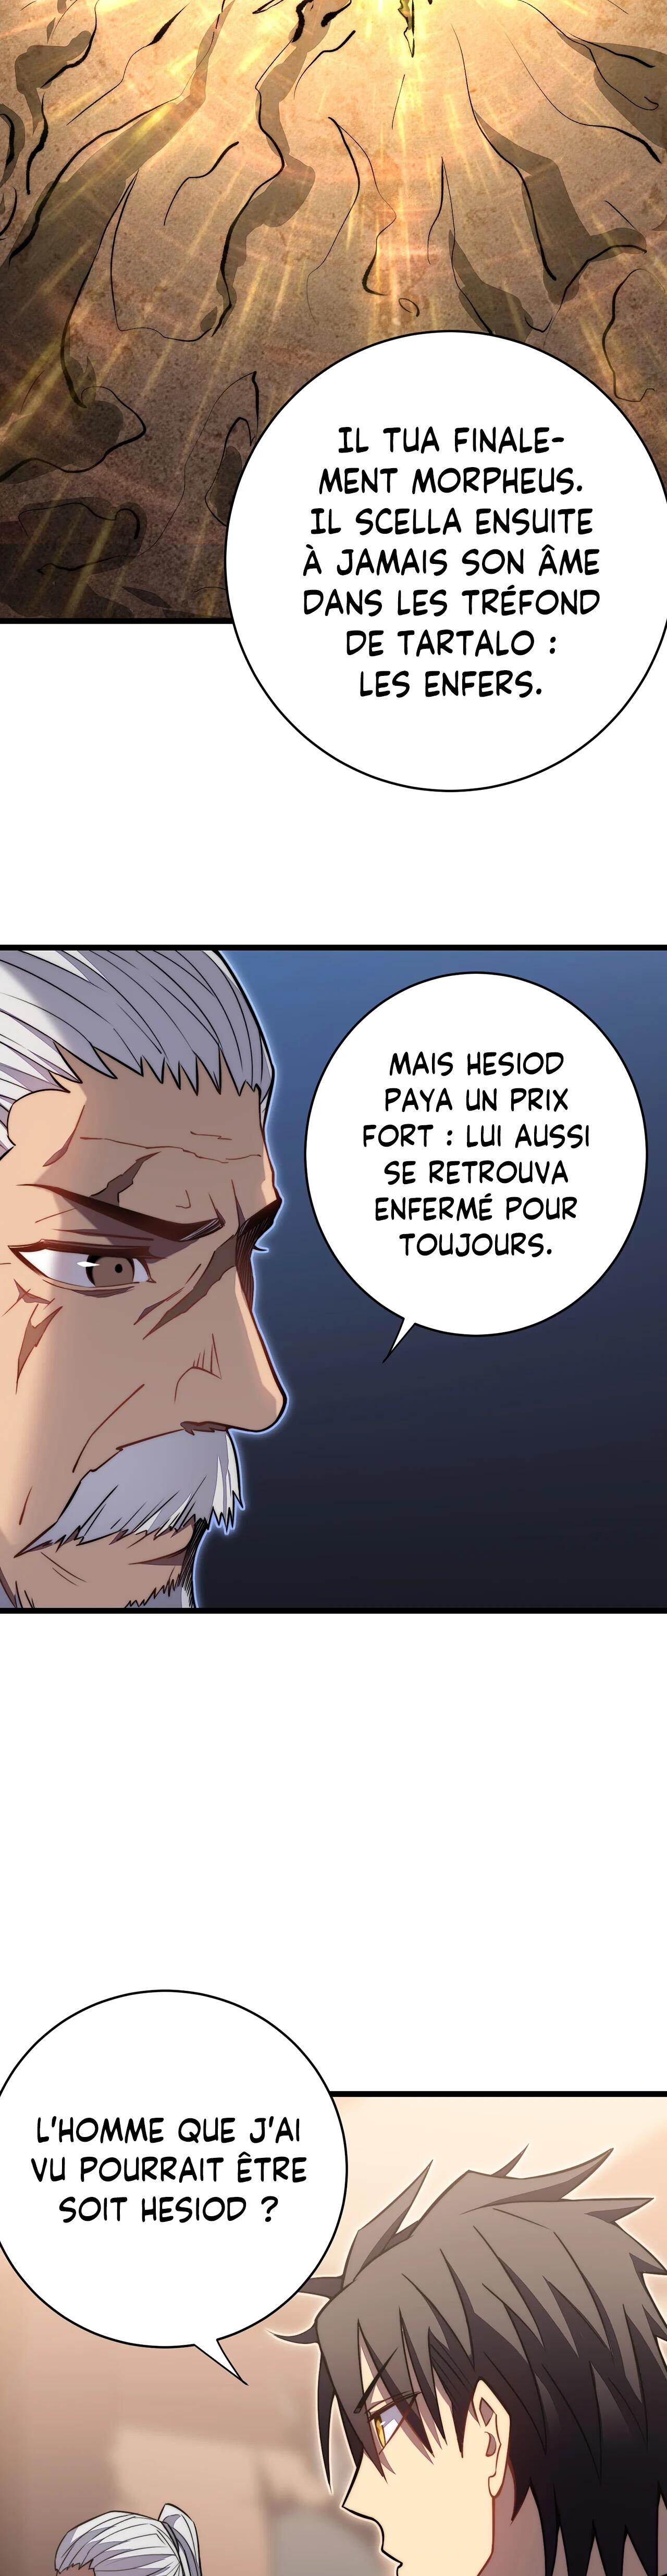 IL TUA FINALE-
MENT MORPHEUS.
IL SCELLA ENSUITE
À JAMAIS SON ÂME
DANS LES TRÉFOND
DE TARTALO :
LES ENFERS.
MAIS HESIOD
PAYA UN PRIX
FORT : LUI AUSSI
SE RETROUVA
ENFERMÉ POUR
TOUJOURS.
L'HOMME QUE J'AI
VU POURRAIT ÊTRE
SOIT HESIOD ?